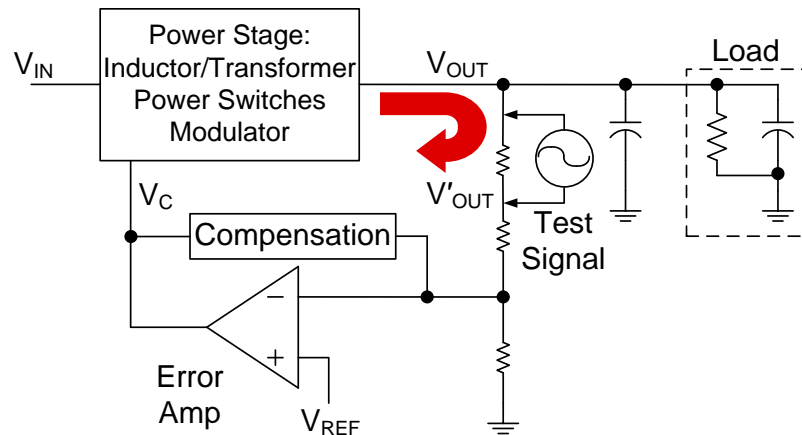 Power Stage:
Inductor/Transformer
Power Switches
Modulator
VIN
VOUT
Load
V'OUT
Test
Signal
VC
Compensation
−
+
Error
Amp
VREF